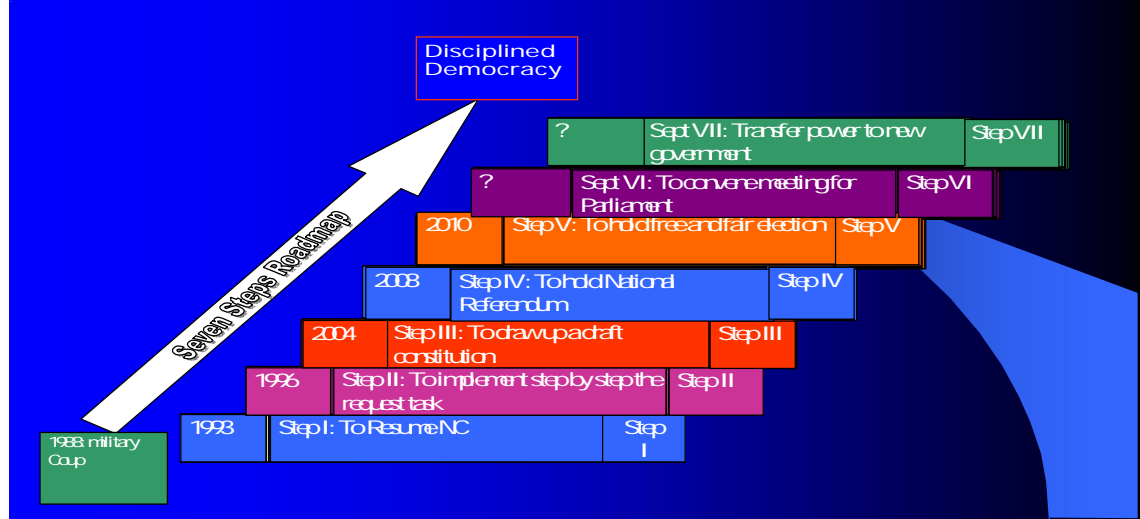 Disciplined
Democracy
? Sept VII: Transfer power to new Step VII
government
? Sept VI: To convene meeting for Step VI
Parliament
2010 Step V: To hold free and fair election Step V
2008 Step IV: To hold National Step IV
Referendum
Seven Steps Roadmap
2004 Step III: To draw up a draft Step III
constitution
1996 Step II: To implement step by step the Step II
request task
1993 Step I: To Resume NC Step
I
1988: military
Coup